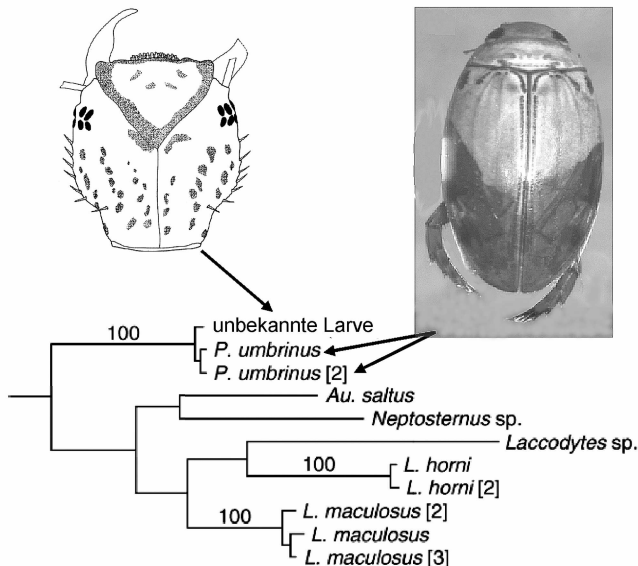 100
unbekannte Larve
P. umbrinus
P. umbrinus [2]
Au. saltus
Neptosternus sp.
Laccodytes sp.
100
L. horni
L. horni [2]
100
L. maculosus [2]
L. maculosus
L. maculosus [3]